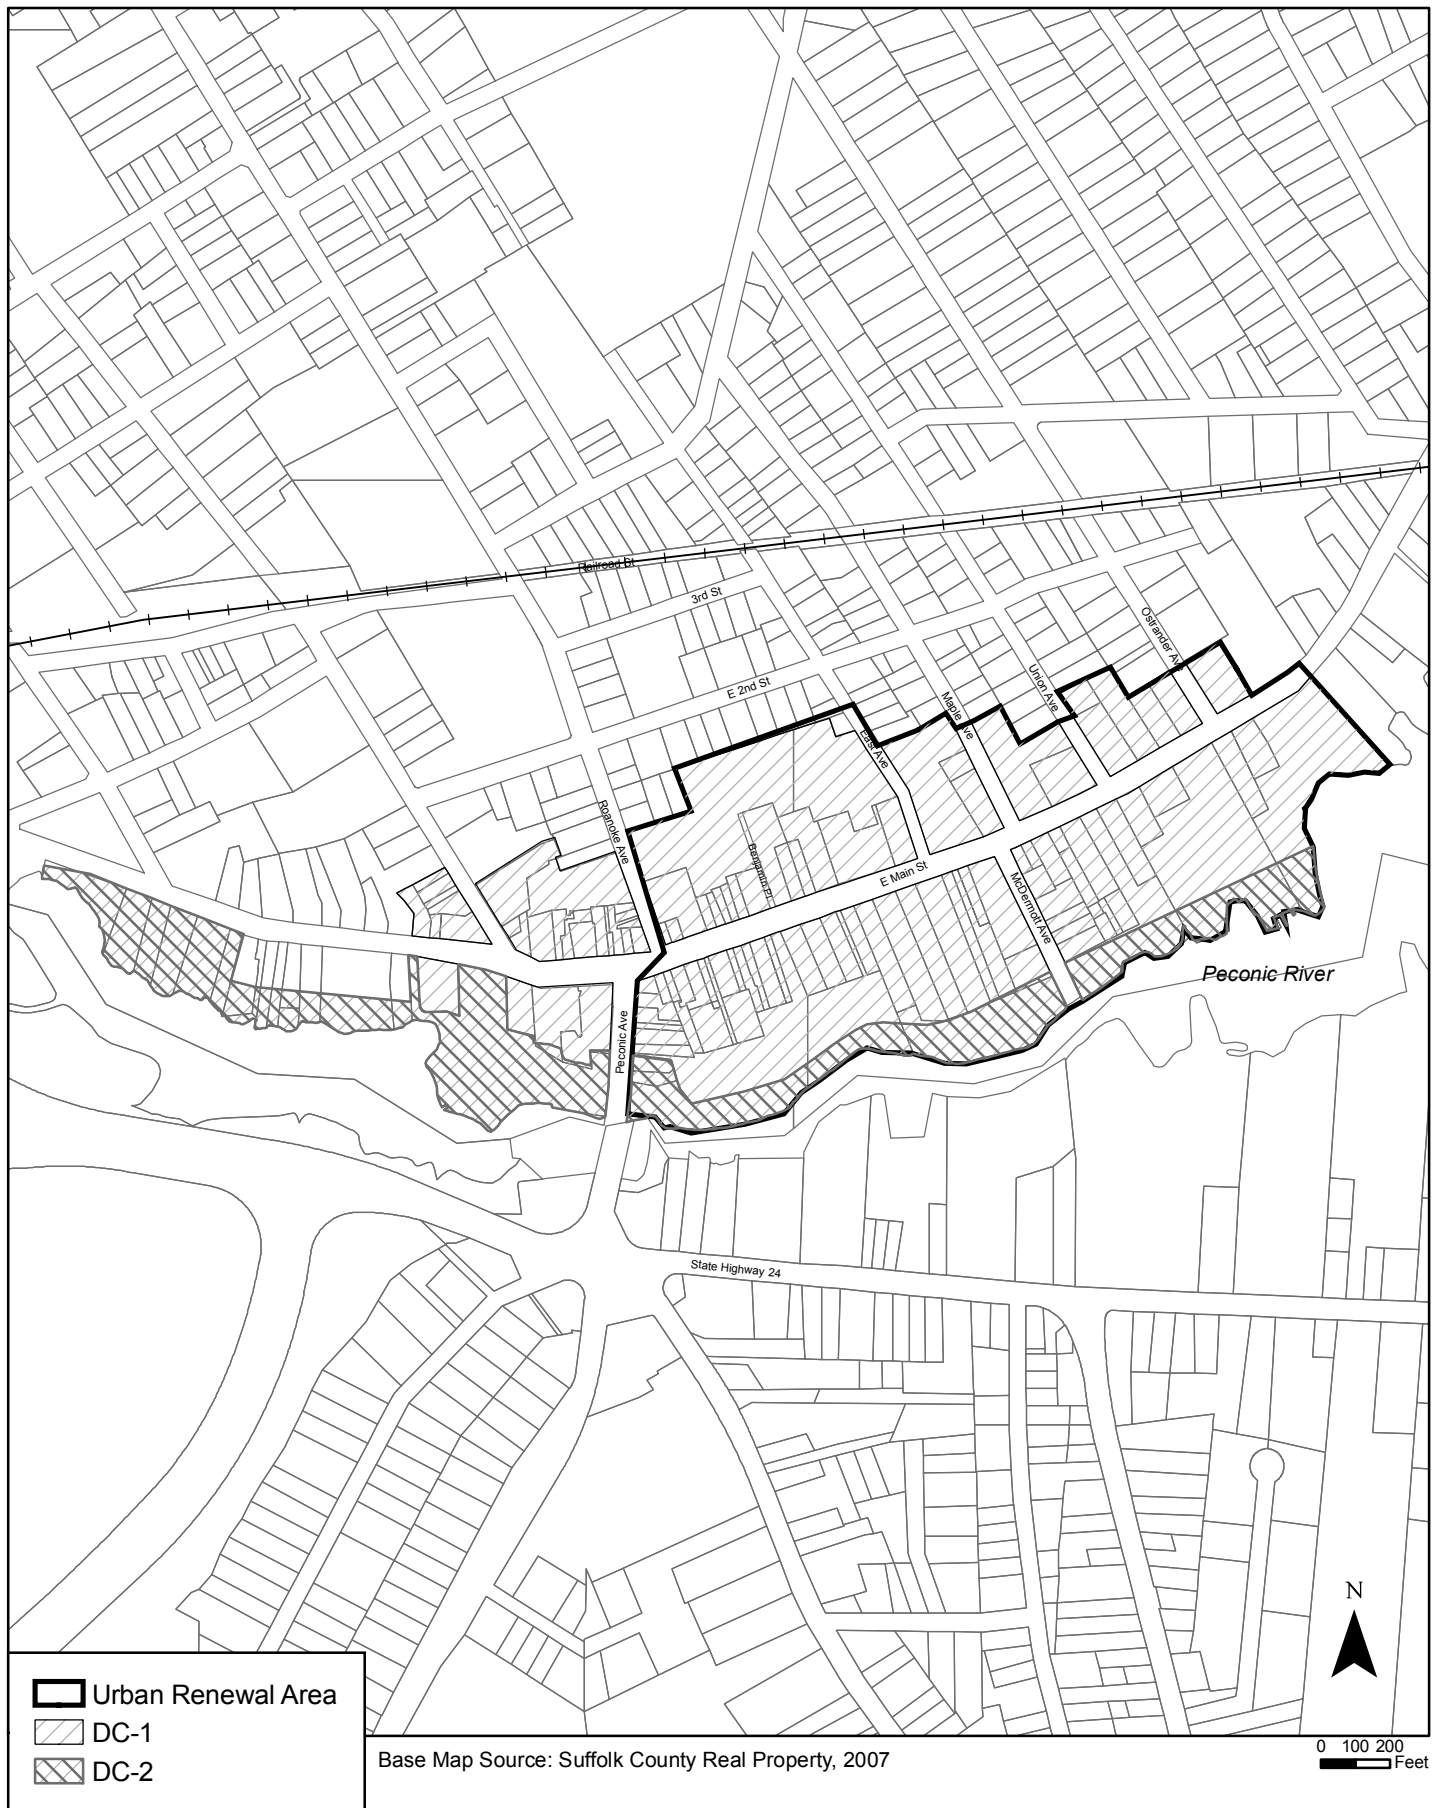 Railroad St
3rd St
Ostrander Ave
E 2nd St
Union Ave
Maple Ave
East Ave
Roanoke Ave
Benjamin Pl
E Main St
McDermott Ave
Peconic River
Peconic Ave
State Highway 24
N
Urban Renewal Area
DC-1
DC-2
Base Map Source: Suffolk County Real Property, 2007
0 100 200
Feet